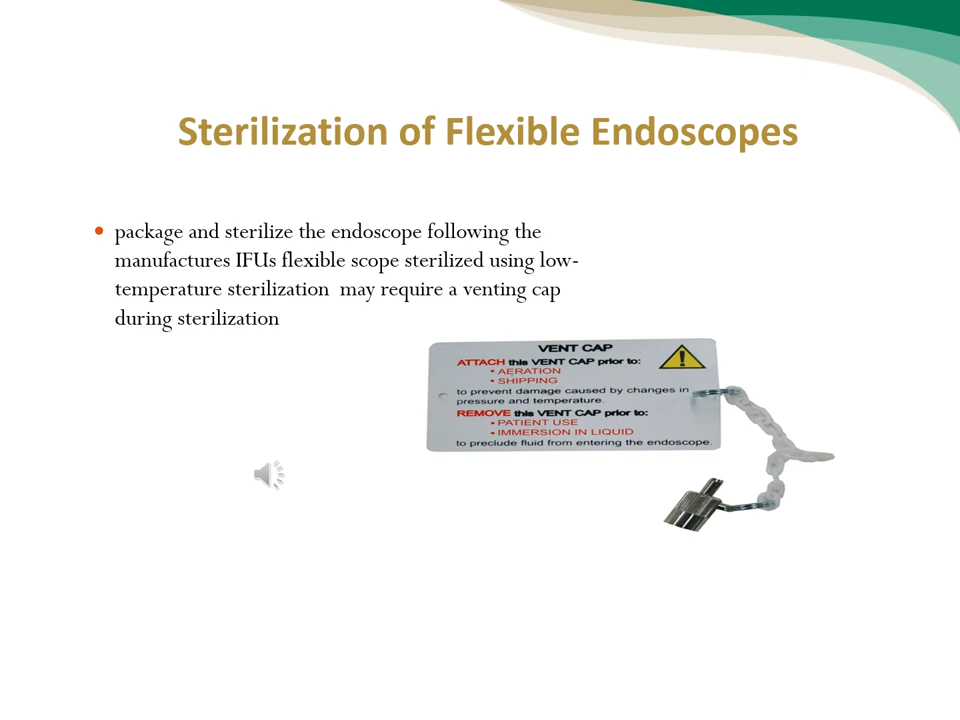 Sterilization of Flexible Endoscopes
• package and sterilize the endoscope following the
manufactures IFUs flexible scope sterilized using low-
temperature sterilization  may require a venting cap
during sterilization
VENT CAP
ATTACH this VENT CAP prior to:
• AERATION
• SHIPPING
to prevent damage caused by changes in
pressure and temperature.
REMOVE this VENT CAP prior to:
• PATIENT USE
• IMMERSION IN LIQUID
to preclude fluid from entering the endoscope.